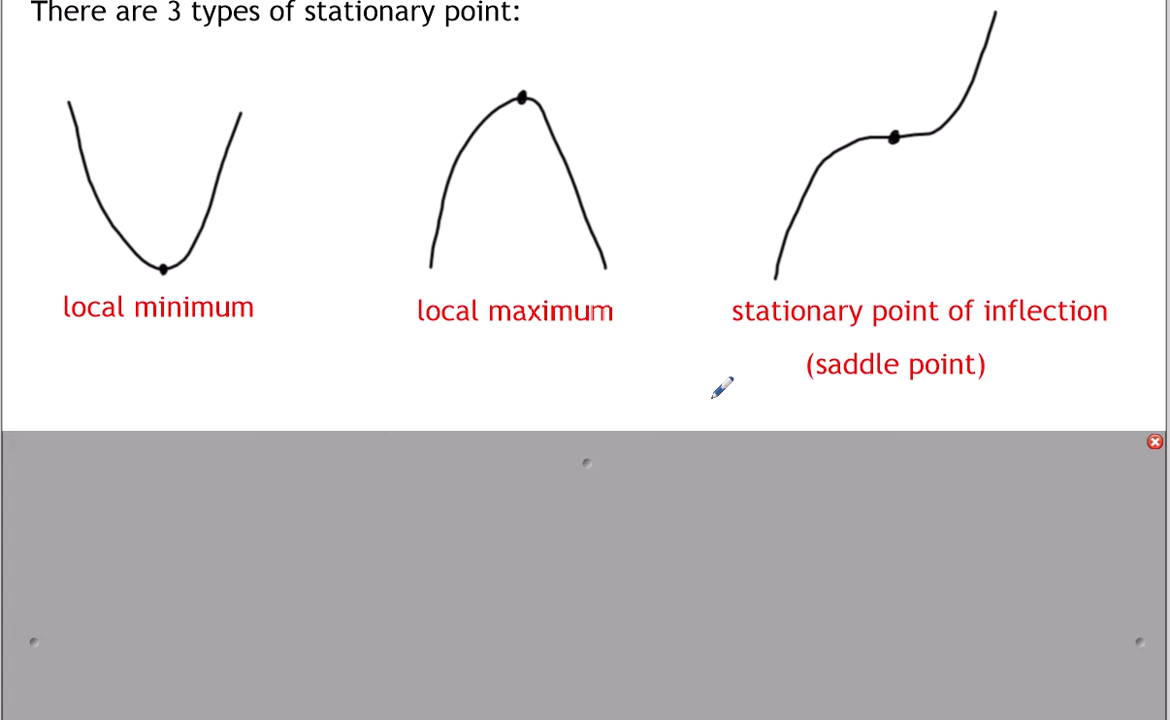 There are 3 types of stationary point:
local minimum
local maximum
stationary point of inflection
(saddle point)